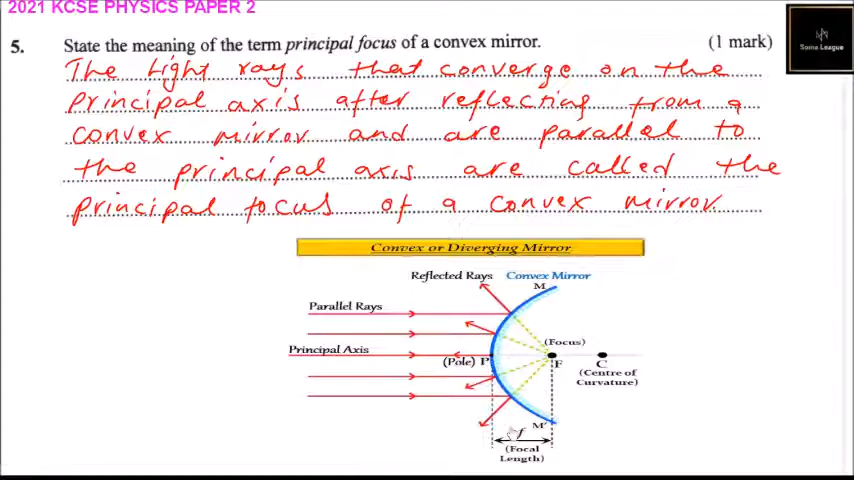 2021 KCSE PHYSICS PAPER 2
5. State the meaning of the term principal focus of a convex mirror. (1 mark)
Some League
The Light rays that converge on the
Principal axis after reflecting from a
convex mirror and are parallel to
the principal axis are called the
principal focus of a convex mirror.
Convex or Diverging Mirror
Reflected Rays Convex Mirror
M
Parallel Rays
(Focus)
Principal Axis
(Pole) P F C
(Centre of
Curvature)
M'
f
(Focal
Length)